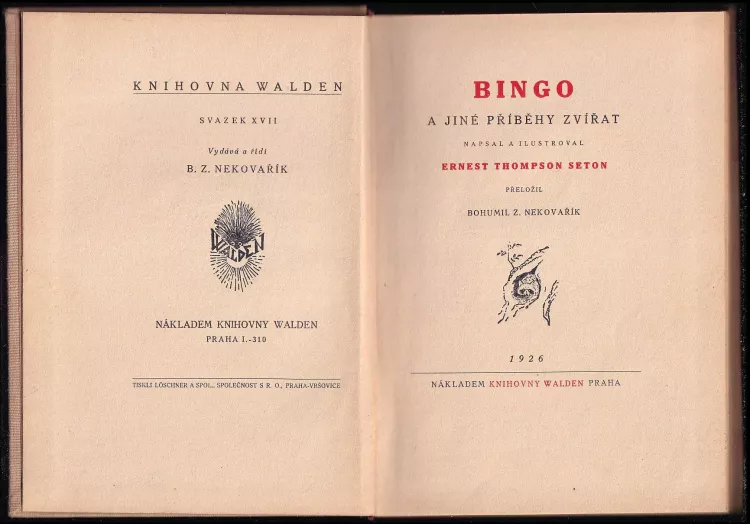 KNIHOVNA WALDEN
SVAZEK XVII
Vydává a řídí
B. Z. NEKOVAŘÍK
WALDEN
NÁKLADEM KNIHOVNY WALDEN
PRAHA I.-310
TISKLI LÖSCHNER A SPOL., SPOLEČNOST S R. O., PRAHA-VRŠOVICE
BINGO
A JINÉ PŘÍBĚHY ZVÍŘAT
NAPSAL A ILUSTROVAL
ERNEST THOMPSON SETON
PŘELOŽIL
BOHUMIL Z. NEKOVAŘÍK
1926
NÁKLADEM KNIHOVNY WALDEN PRAHA